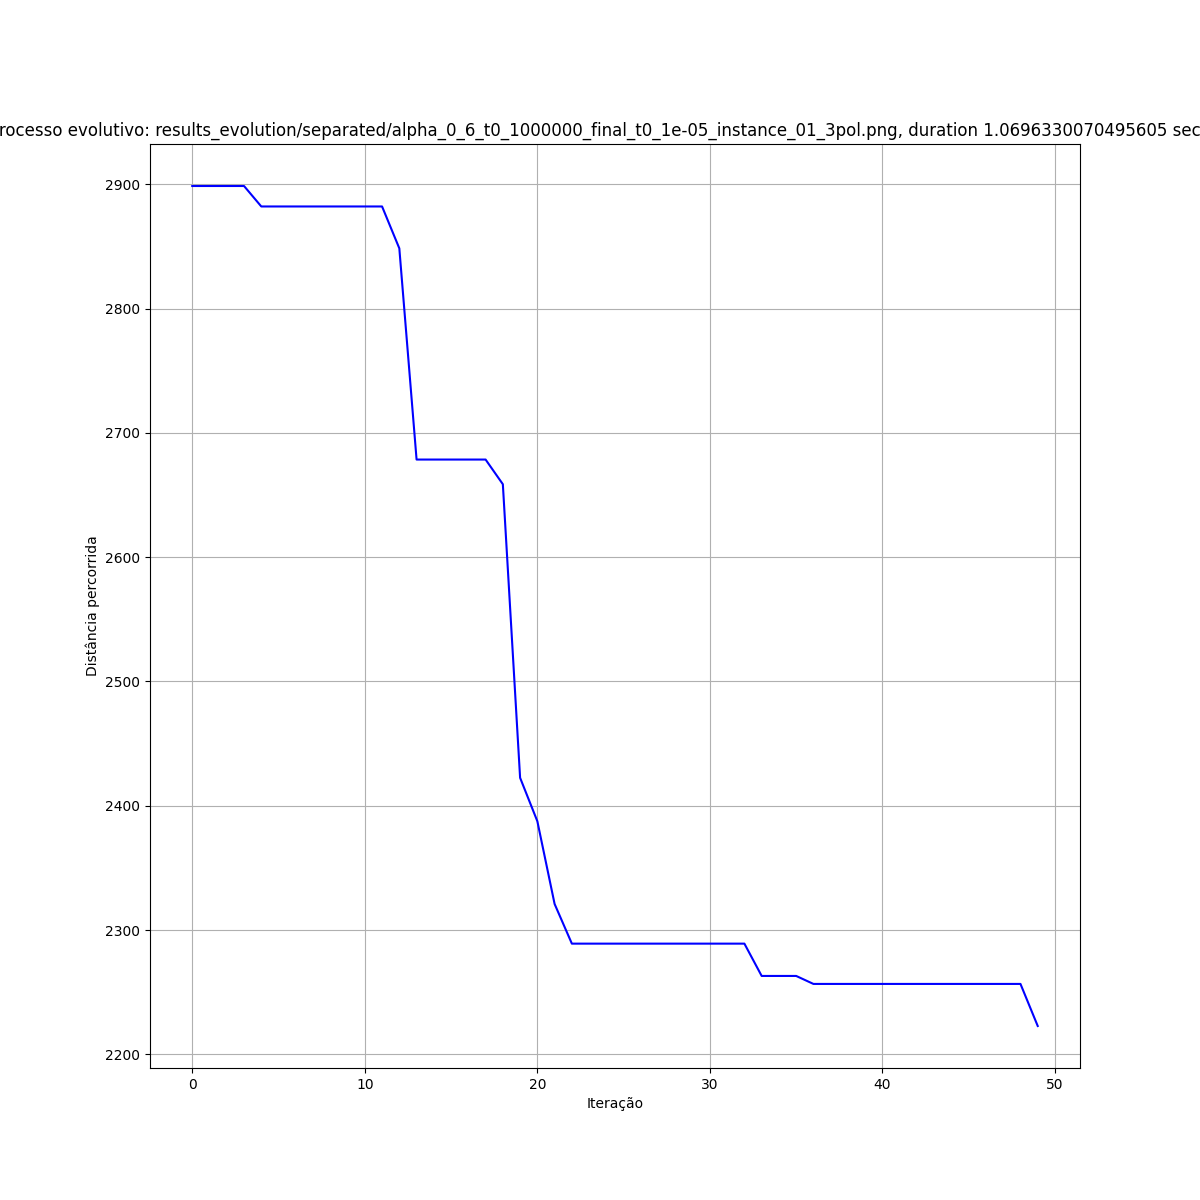 rocesso evolutivo: results_evolution/separated/alpha_0_6_t0_1000000_final_t0_1e-05_instance_01_3pol.png, duration 1.0696330070495605 sec
2900
2800
2700
2600
2500
2400
2300
2200
Distância percorrida
0 10 20 30 40 50
Iteração